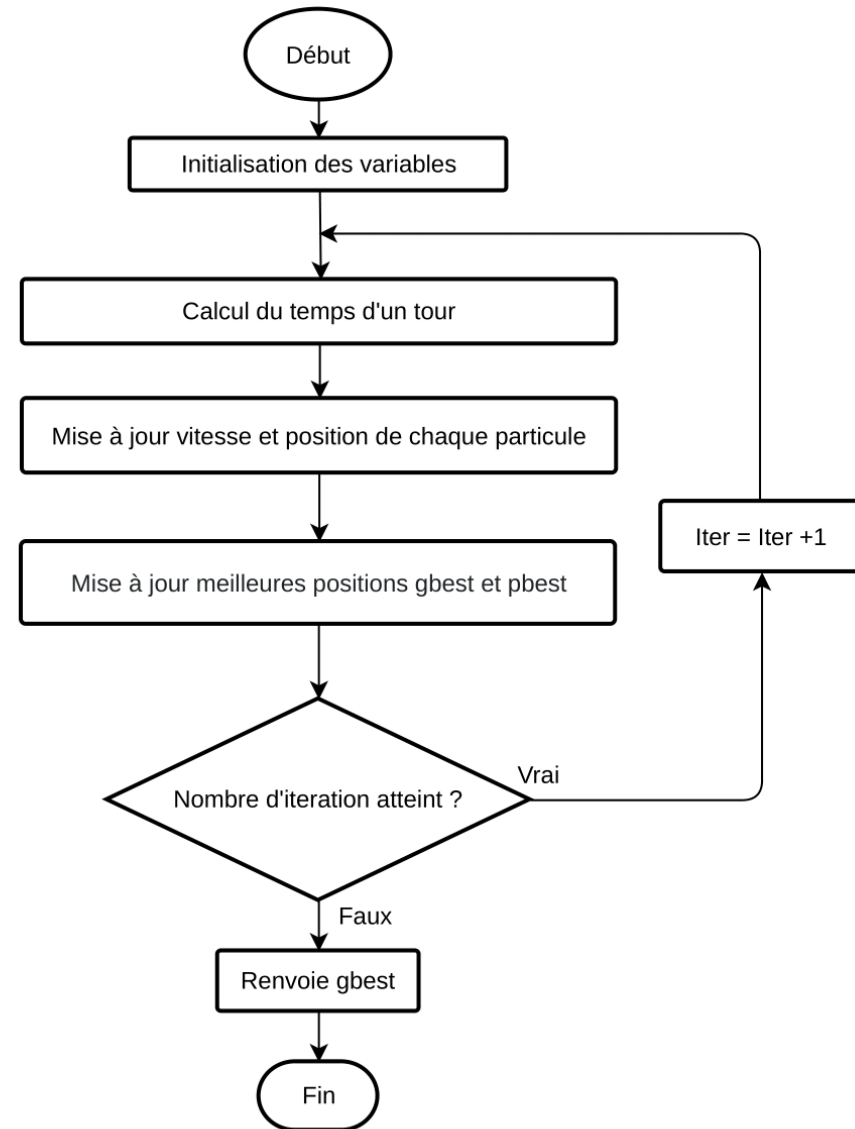 Début
Initialisation des variables
Calcul du temps d'un tour
Mise à jour vitesse et position de chaque particule
Iter = Iter +1
Mise à jour meilleures positions gbest et pbest
Vrai
Nombre d'iteration atteint ?
Faux
Renvoie gbest
Fin